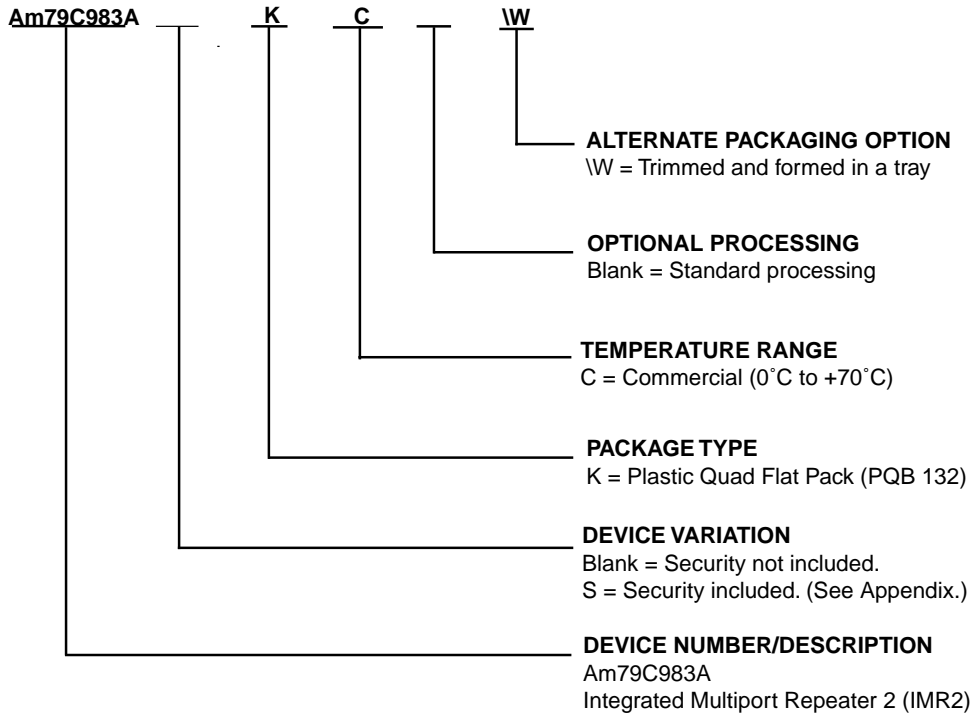 Am79C983A K C \W
ALTERNATE PACKAGING OPTION
\W = Trimmed and formed in a tray
OPTIONAL PROCESSING
Blank = Standard processing
TEMPERATURE RANGE
C = Commercial (0˚C to +70˚C)
PACKAGE TYPE
K = Plastic Quad Flat Pack (PQB 132)
DEVICE VARIATION
Blank = Security not included.
S = Security included. (See Appendix.)
DEVICE NUMBER/DESCRIPTION
Am79C983A
Integrated Multiport Repeater 2 (IMR2)